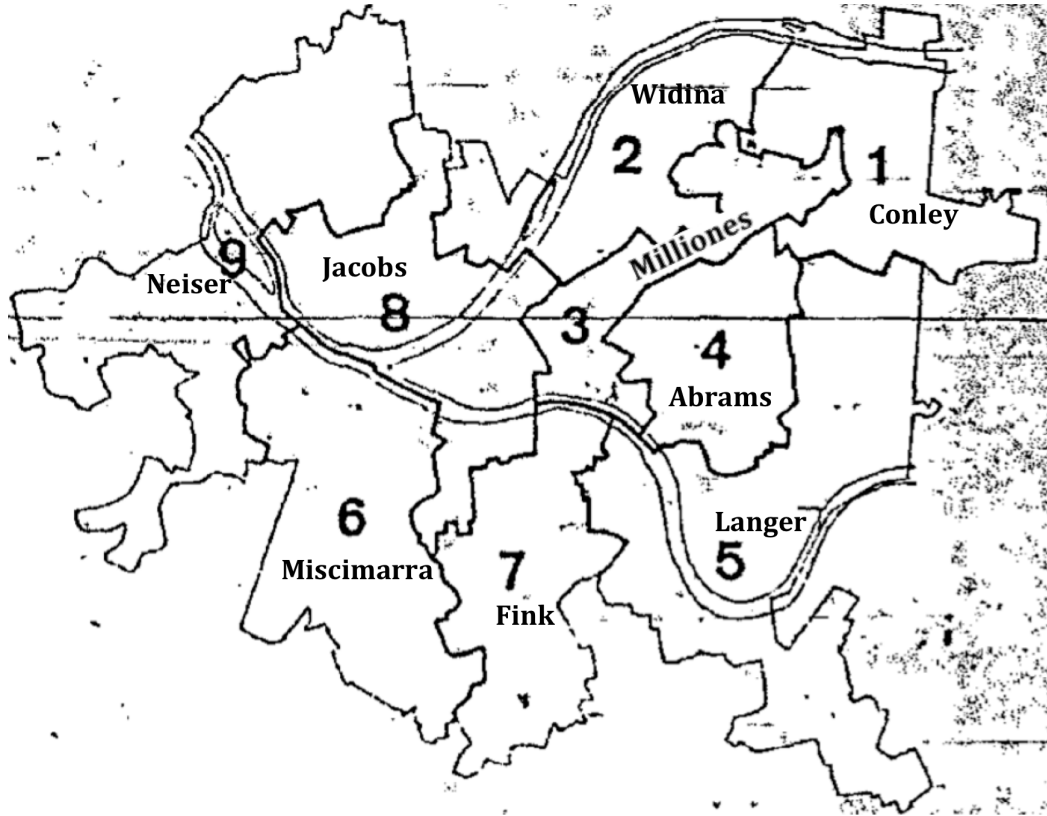 Widina
2
1
Conley
Milliones
9
Neiser
Jacobs
8
3
4
Abrams
6
Miscimarra
Langer
5
7
Fink